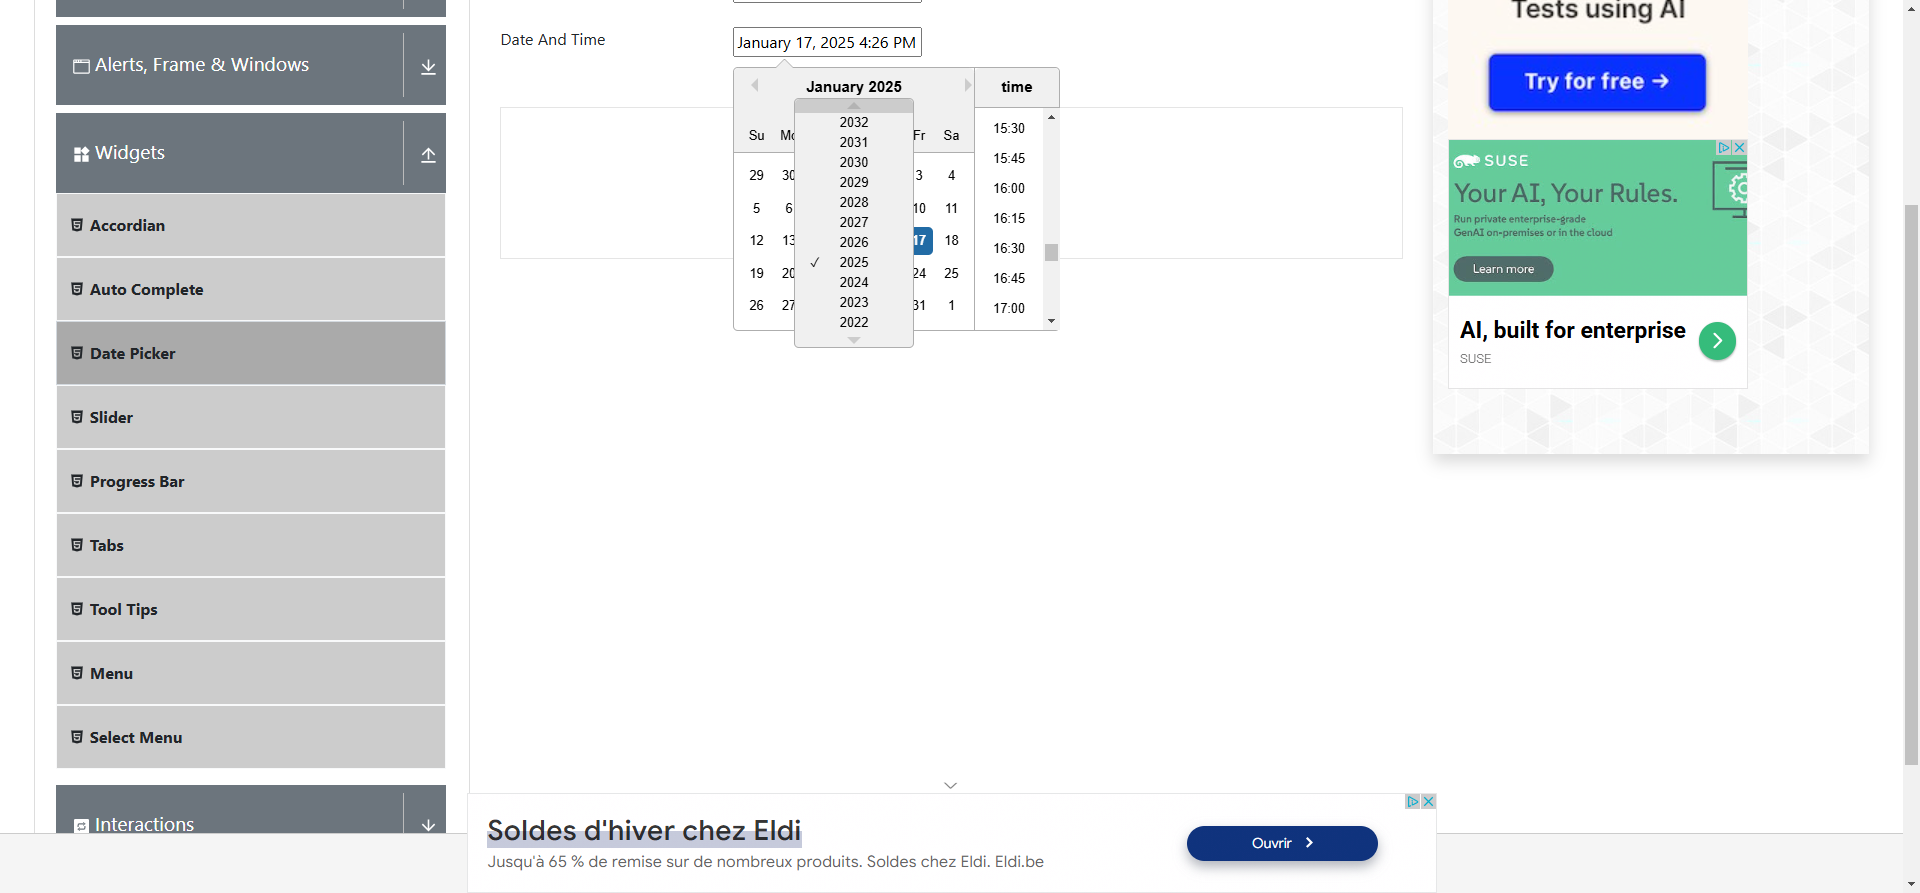 Alerts, Frame & Windows
Widgets
Accordian
Auto Complete
Date Picker
Slider
Progress Bar
Tabs
Tool Tips
Menu
Select Menu
Interactions
Date And Time
January 17, 2025 4:26 PM
January 2025
time
Su Fr Sa
29 30 3 4
5 6 10 11
12 13 17 18
19 20 24 25
26 27 31 1
2032
2031
2030
2029
2028
2027
2026
✓ 2025
2024
2023
2022
15:30
15:45
16:00
16:15
16:30
16:45
17:00
Tests using AI
Try for free →
SUSE
Your AI, Your Rules.
Run private enterprise-grade
GenAI on-premises or in the cloud
Learn more
AI, built for enterprise
SUSE
Soldes d'hiver chez Eldi
Jusqu'à 65 % de remise sur de nombreux produits. Soldes chez Eldi. Eldi.be
Ouvrir